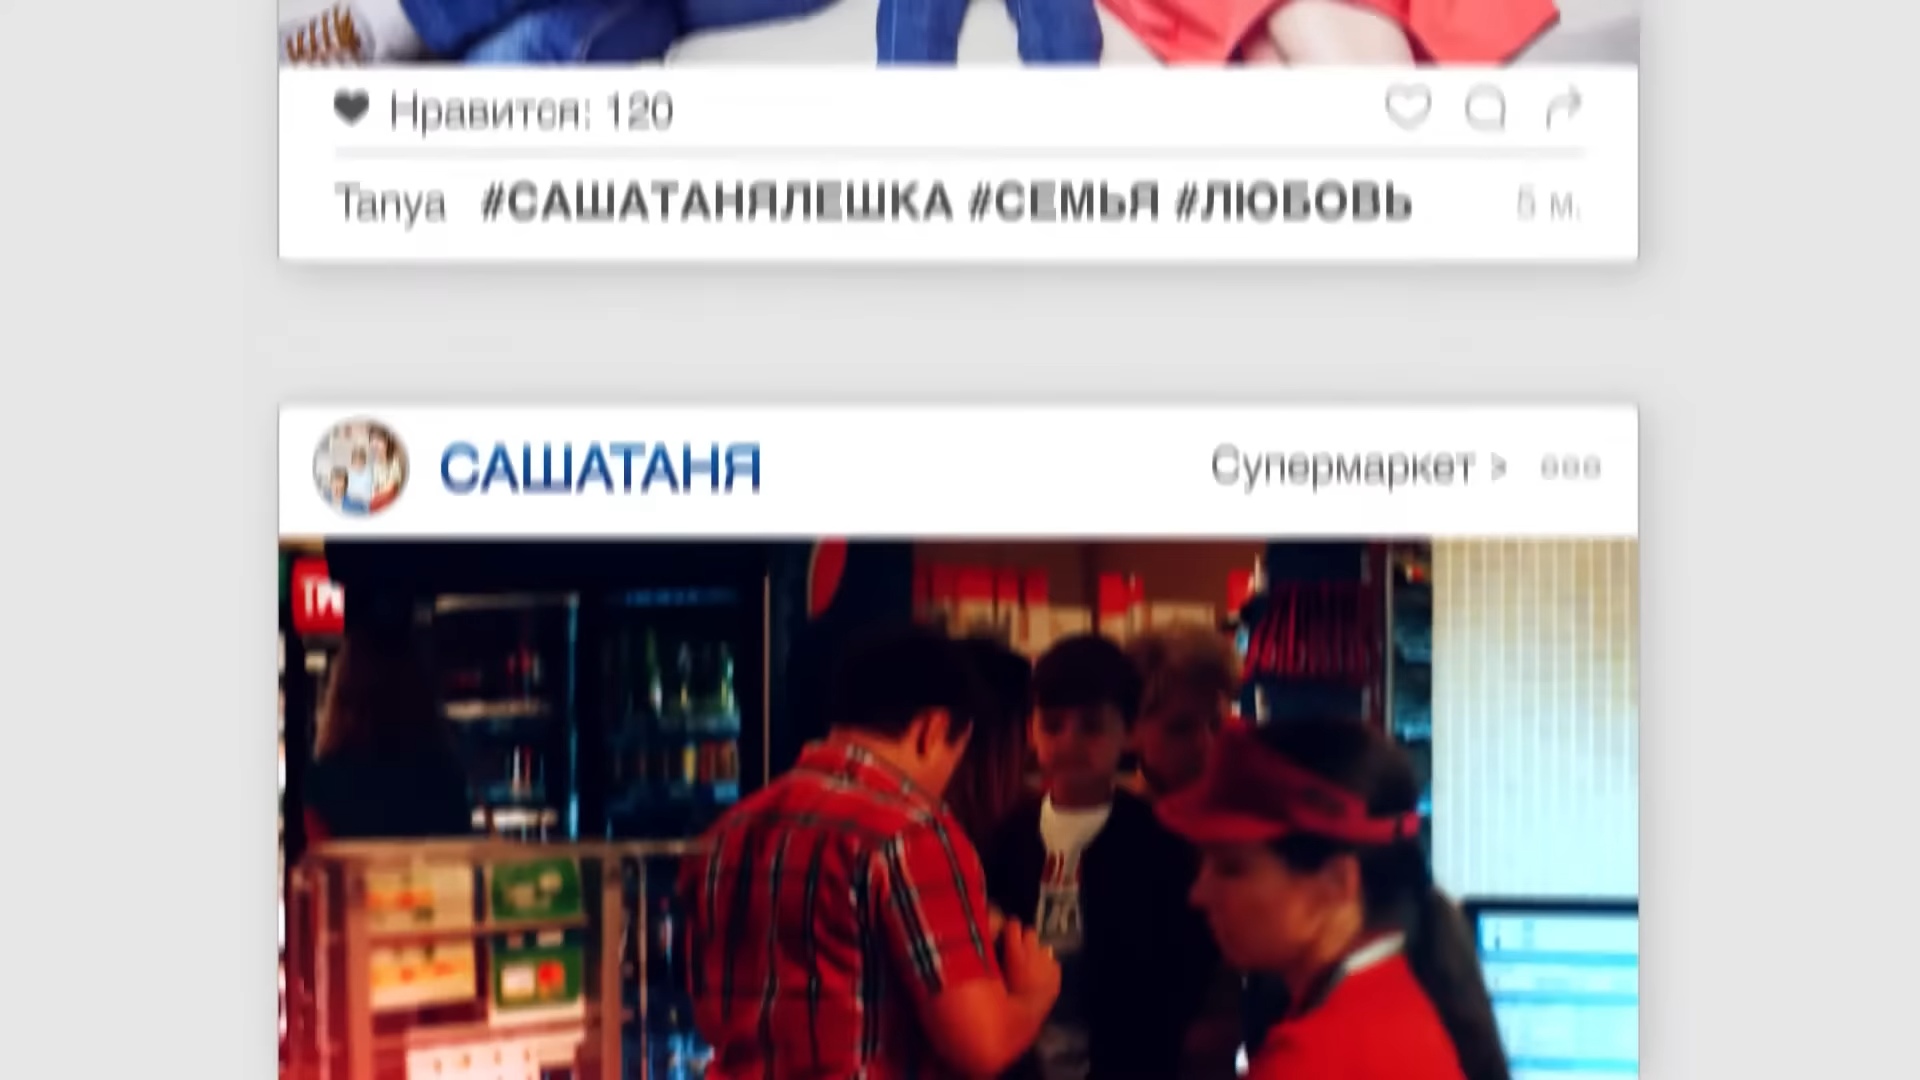 Нравится: 120
Tanya #САШАТАНЯЛЕШКА #СЕМЬЯ #ЛЮБОВЬ 5 м.
САШАТАНЯ Супермаркет >